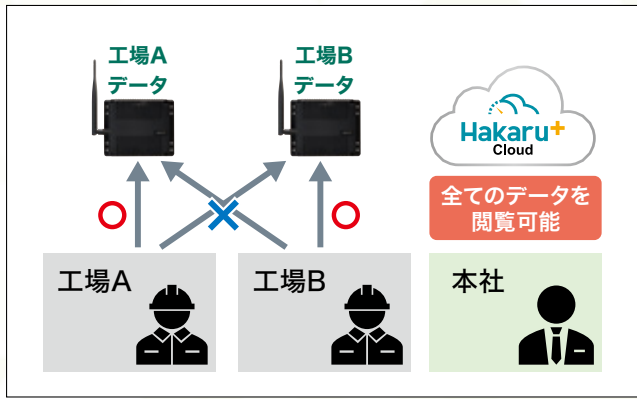 工場A
データ
工場B
データ
Hakaru+
Cloud
全てのデータを
閲覧可能
工場A
工場B
本社